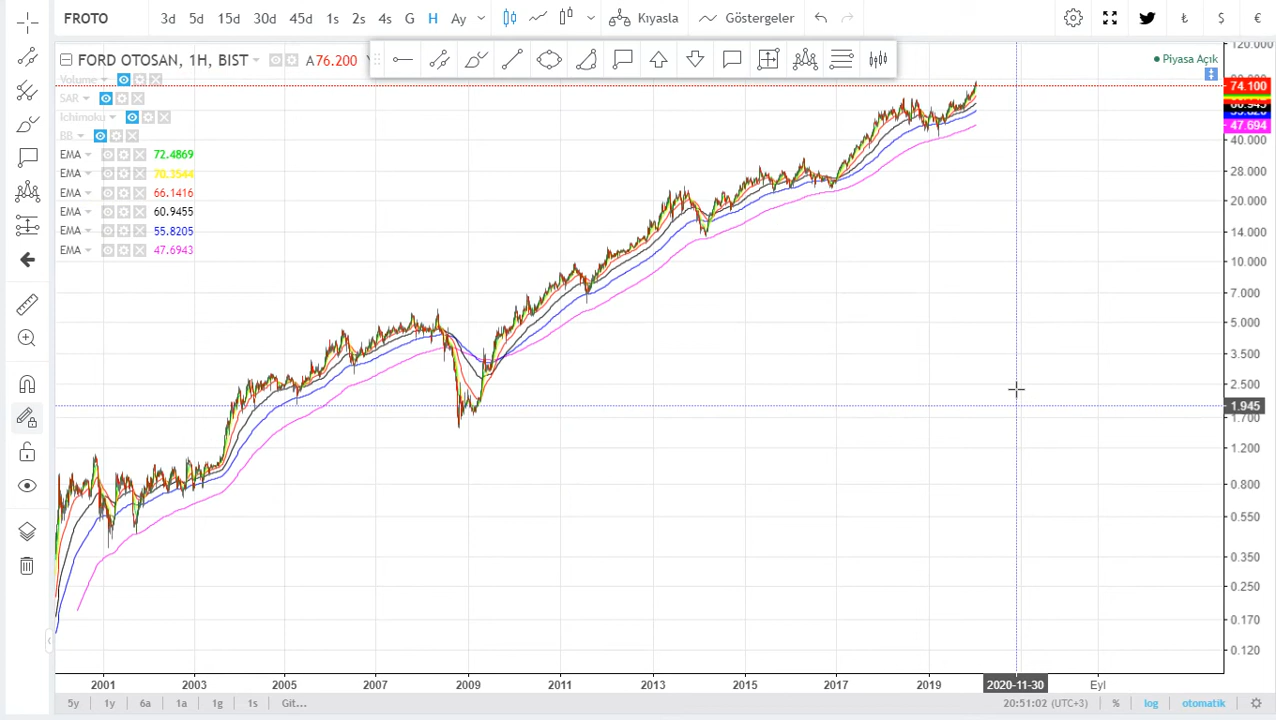 FROTO 3d 5d 15d 30d 45d 1s 2s 4s G H Ay Kıyasla Göstergeler ₺ $ €
FORD OTOSAN, 1H, BIST A76.200
Piyasa Açık
Volume
SAR
Ichimoku
BB
EMA 72.4869
EMA 70.3544
EMA 66.1416
EMA 60.9455
EMA 55.8205
EMA 47.6943
120.000
74.100
47.694
40.000
28.000
20.000
14.000
10.000
7.000
5.000
3.500
2.500
1.945
1.700
1.200
0.800
0.550
0.350
0.250
0.170
0.120
2001 2003 2005 2007 2009 2011 2013 2015 2017 2019 2020-11-30 Eyl
5y 1y 6a 1a 1g 1s Git... 20:51:02 (UTC+3) % log otomatik